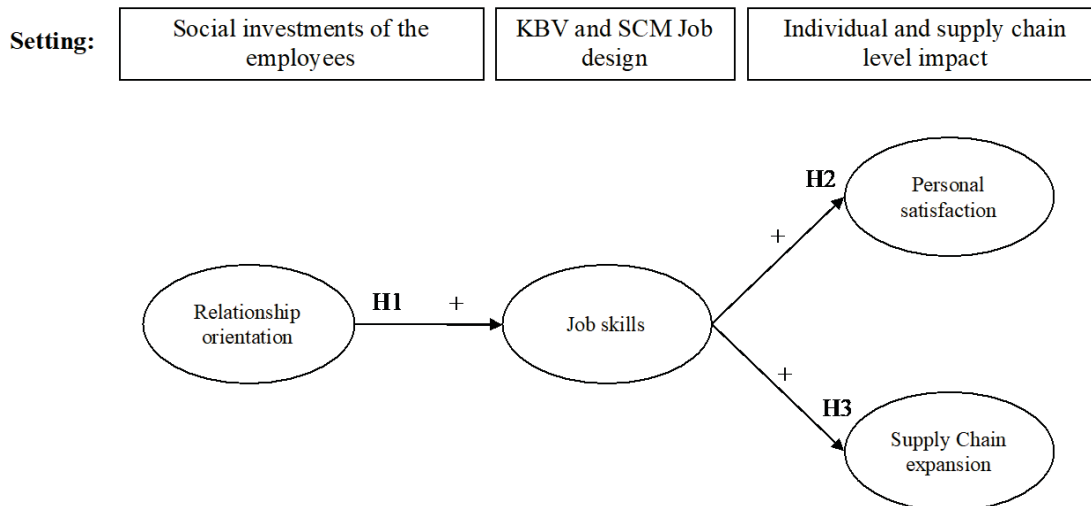 Setting:
Social investments of the
employees
KBV and SCM Job
design
Individual and supply chain
level impact
H2
Personal
satisfaction
+
H1
+
Relationship
orientation
Job skills
+
H3
Supply Chain
expansion